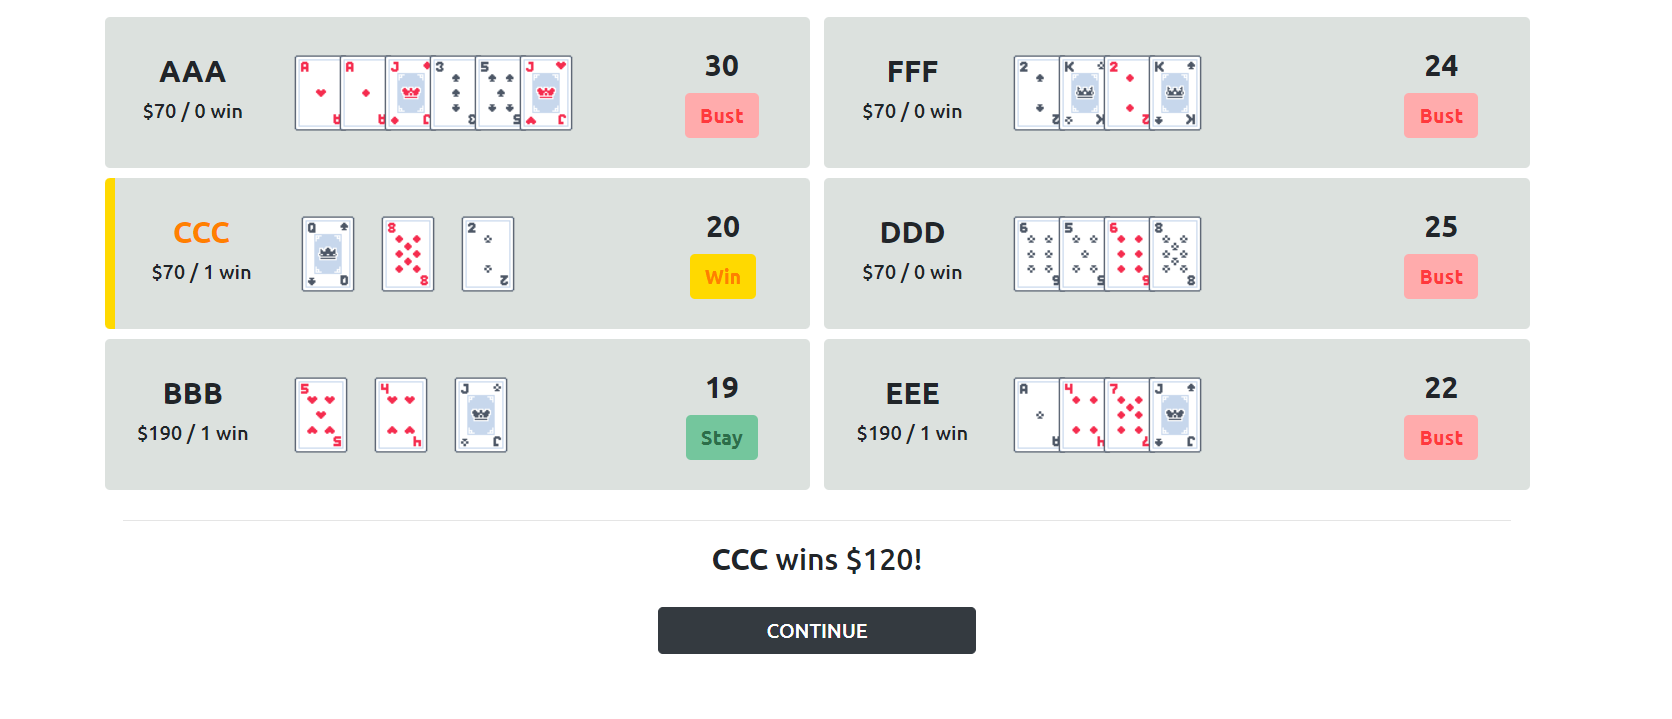 AAA
$70 / 0 win
A A J 3 5 J
30
Bust
FFF
$70 / 0 win
2 K 2 K
24
Bust
CCC
$70 / 1 win
Q 8 2
20
Win
DDD
$70 / 0 win
6 5 6 8
25
Bust
BBB
$190 / 1 win
5 4 J
19
Stay
EEE
$190 / 1 win
A 4 7 J
22
Bust
CCC wins $120!
CONTINUE